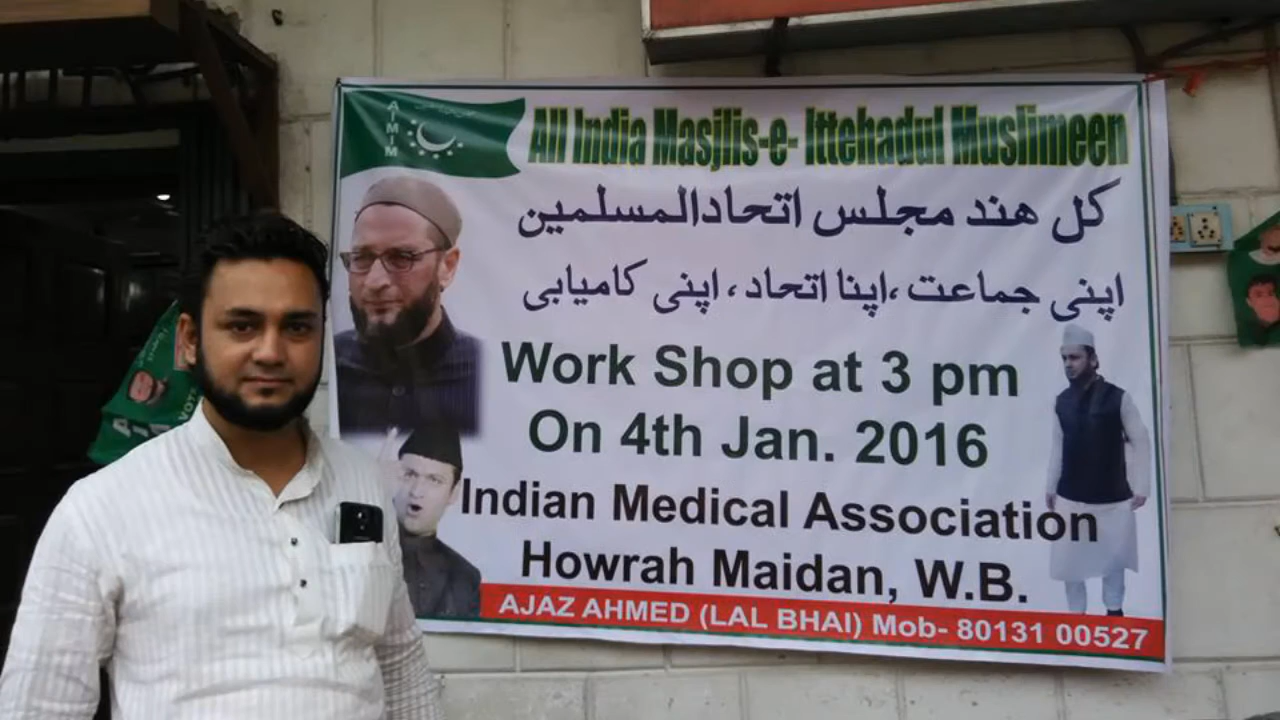 AIMIM
All India Masjlis-e- Ittehadul Muslimeen
کل ھند مجلس اتحادالمسلمین
اپنی جماعت ،اپنا اتحاد، اپنی کامیابی
Work Shop at 3 pm
On 4th Jan. 2016
Indian Medical Association
Howrah Maidan, W.B.
AJAZ AHMED (LAL BHAI) Mob- 80131 00527